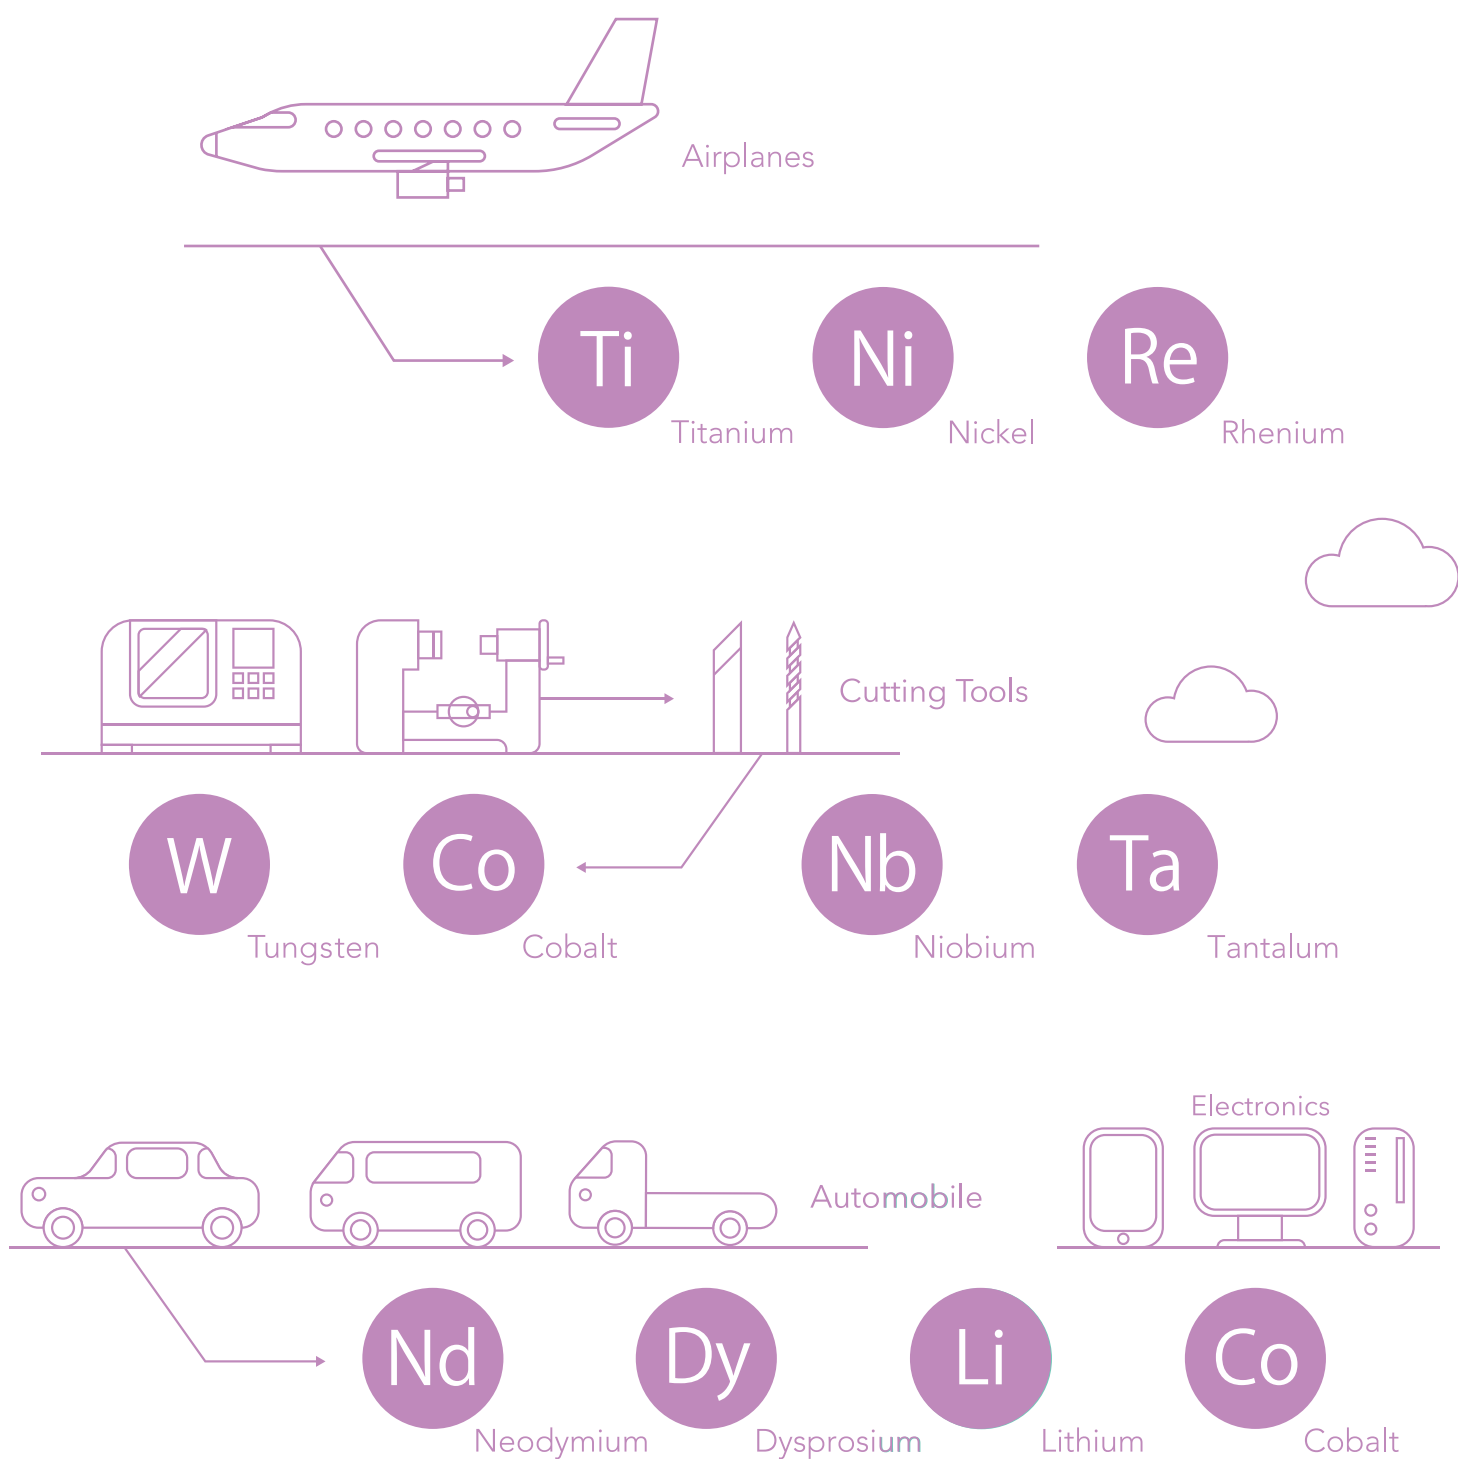 Airplanes
Ti
Ni
Re
Titanium
Nickel
Rhenium
Cutting Tools
W
Co
Nb
Ta
Tungsten
Cobalt
Niobium
Tantalum
Electronics
Automobile
Nd
Dy
Li
Co
Neodymium
Dysprosium
Lithium
Cobalt